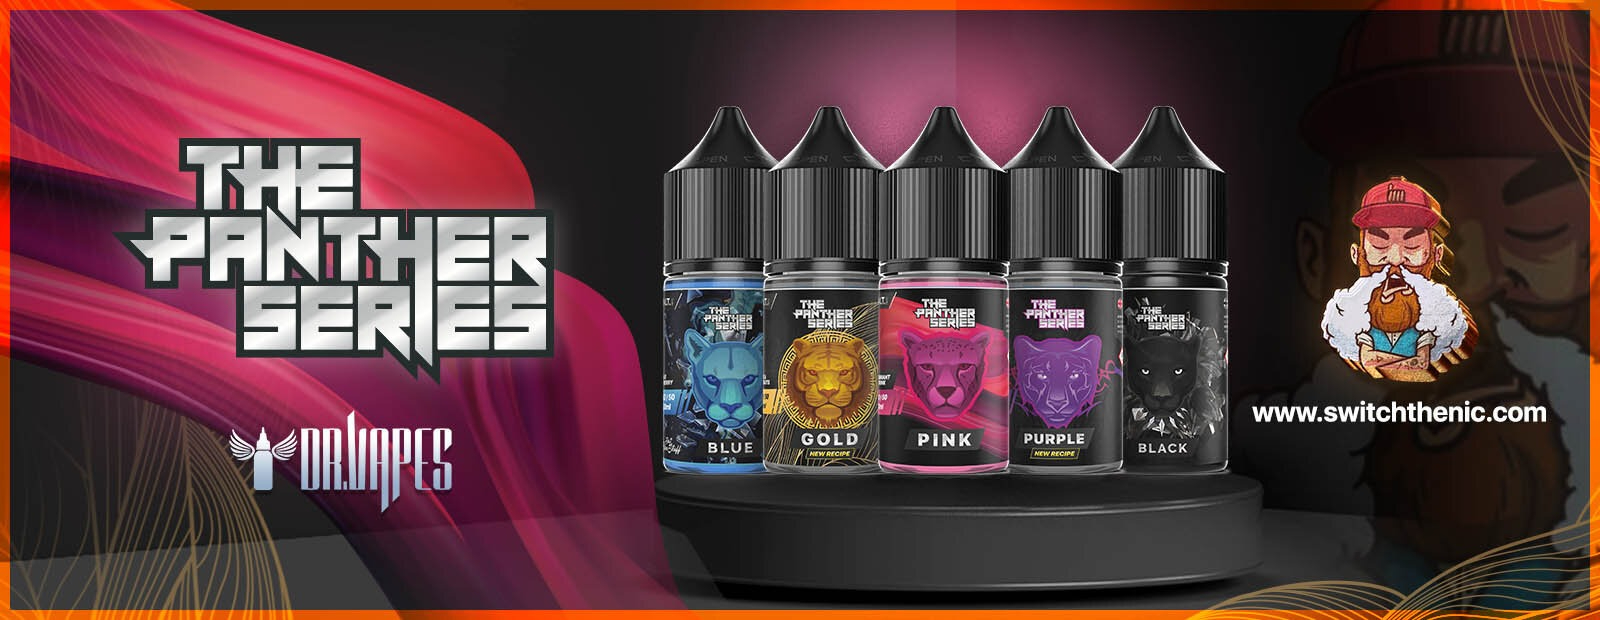 THE
PANTHER
SERIES
DR.VAPES
THE
PANTHER
SERIES
BLUE
THE
PANTHER
SERIES
GOLD
NEW RECIPE
THE
PANTHER
SERIES
PINK
THE
PANTHER
SERIES
PURPLE
NEW RECIPE
THE
PANTHER
SERIES
BLACK
www.switchthenic.com